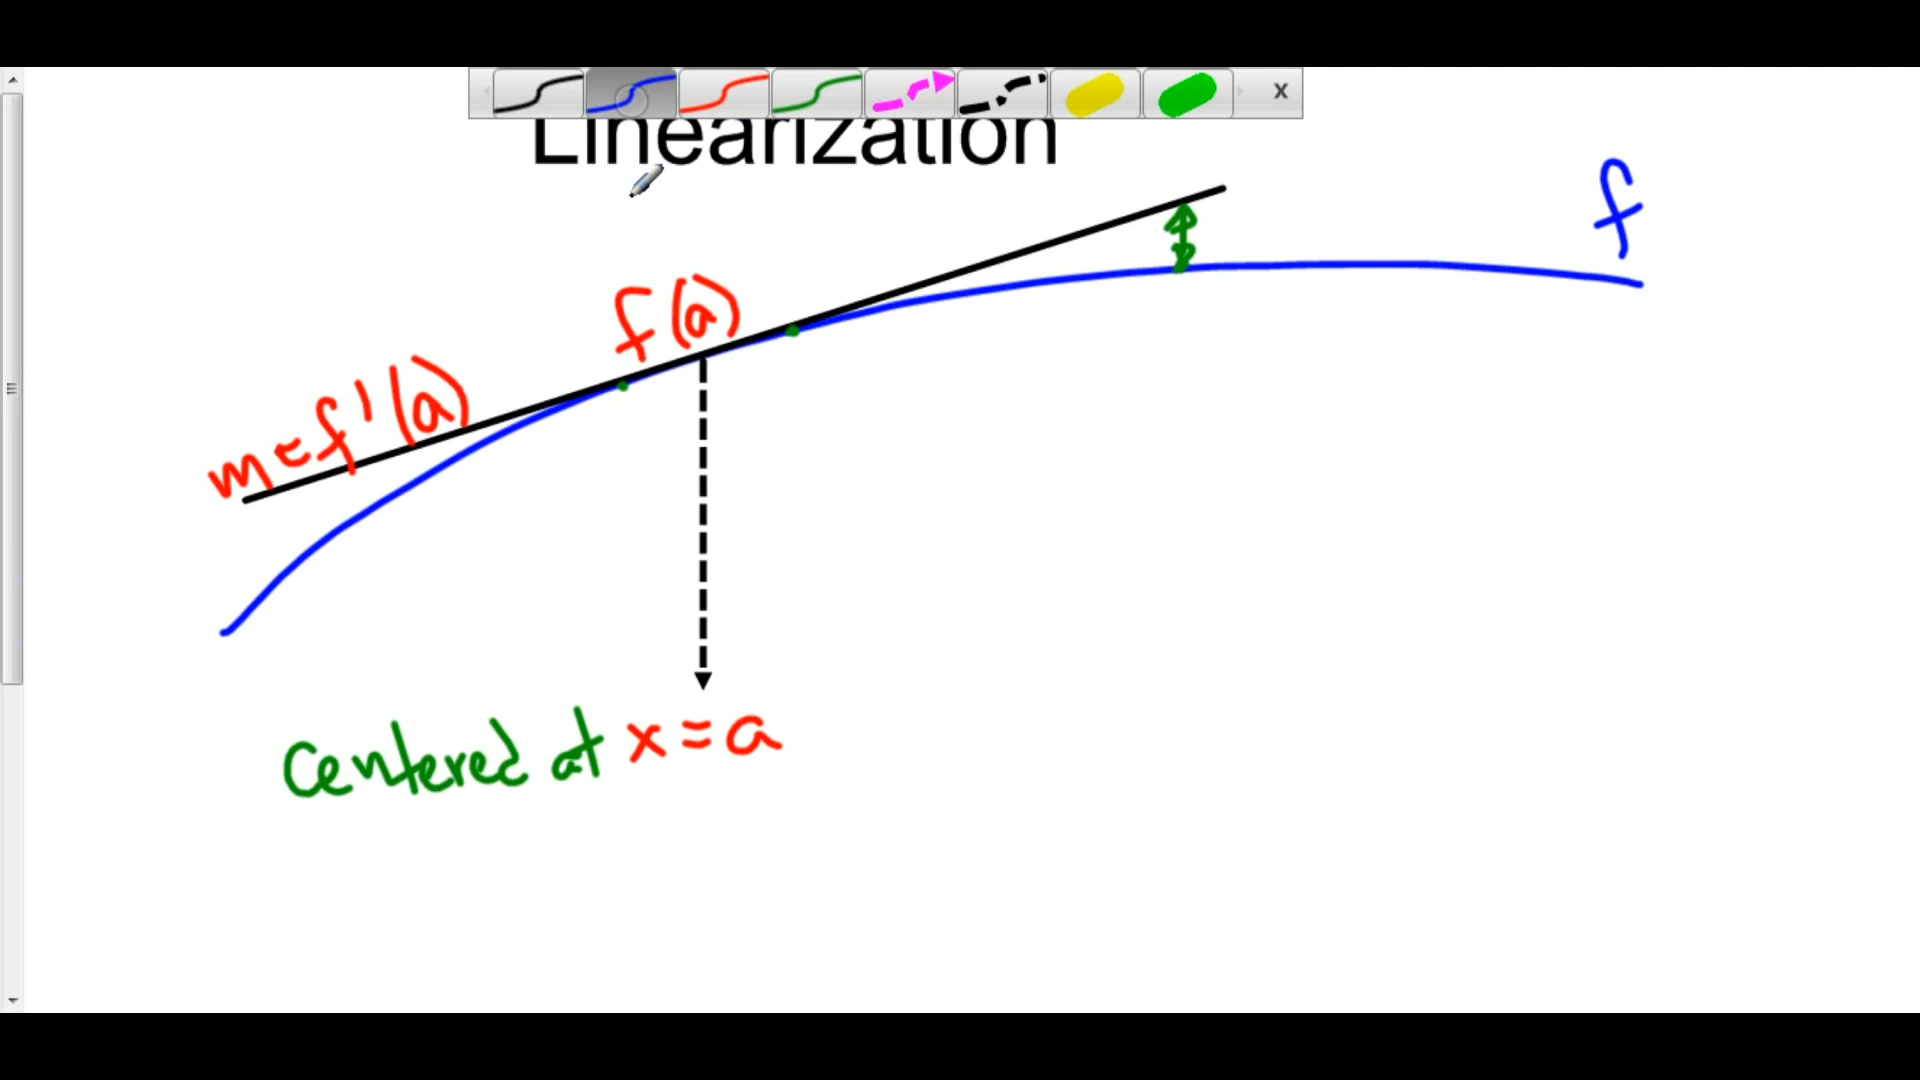 x
Linearization
f
f(a)
m=f'(a)
Centered at x=a